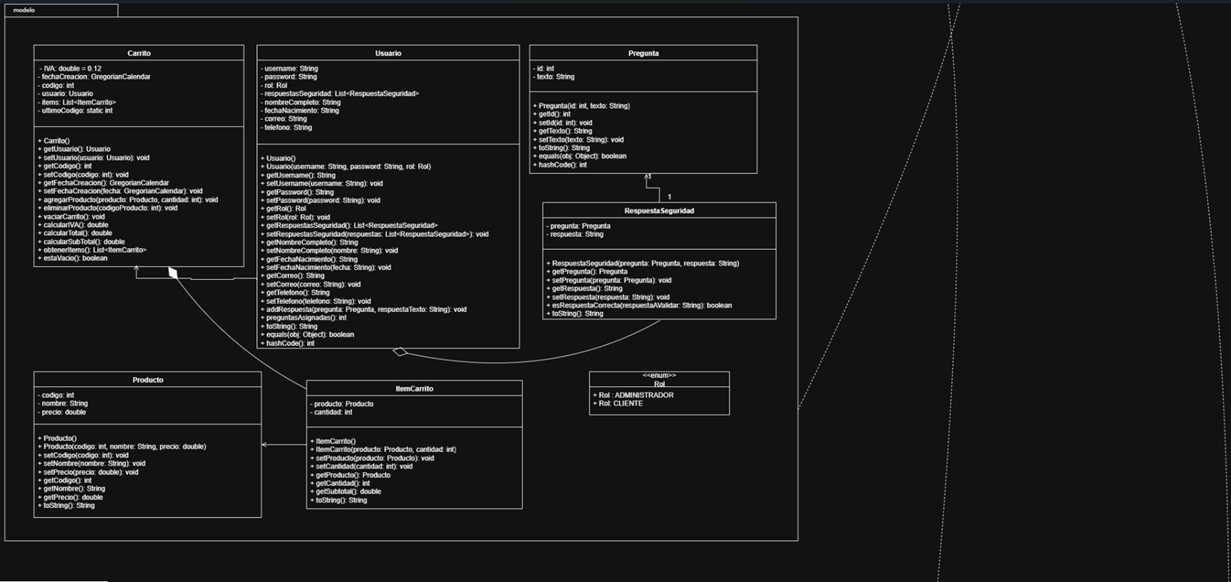 modelo
Carrito
- IVA: double = 0.12
- fechaCreacion: GregorianCalendar
- codigo: int
- usuario: Usuario
- items: List<ItemCarrito>
- ultimoCodigo: static int
+ Carrito()
+ getUsuario(): Usuario
+ setUsuario(usuario: Usuario): void
+ getCodigo(): int
+ setCodigo(codigo: int): void
+ getFechaCreacion(): GregorianCalendar
+ setFechaCreacion(fecha: GregorianCalendar): void
+ agregarProducto(producto: Producto, cantidad: int): void
+ eliminarProducto(codigoProducto: int): void
+ vaciarCarrito(): void
+ calcularIVA(): double
+ calcularTotal(): double
+ calcularSubTotal(): double
+ obtenerItems(): List<ItemCarrito>
+ estaVacio(): boolean
Usuario
- username: String
- password: String
- rol: Rol
- respuestasSeguridad: List<RespuestaSeguridad>
- nombreCompleto: String
- fechaNacimiento: String
- correo: String
- telefono: String
+ Usuario()
+ Usuario(username: String, password: String, rol: Rol)
+ getUsername(): String
+ setUsername(username: String): void
+ getPassword(): String
+ setPassword(password: String): void
+ getRol(): Rol
+ setRol(rol: Rol): void
+ getRespuestasSeguridad(): List<RespuestaSeguridad>
+ setRespuestasSeguridad(respuestas: List<RespuestaSeguridad>): void
+ getNombreCompleto(): String
+ setNombreCompleto(nombre: String): void
+ getFechaNacimiento(): String
+ setFechaNacimiento(fecha: String): void
+ getCorreo(): String
+ setCorreo(correo: String): void
+ getTelefono(): String
+ setTelefono(telefono: String): void
+ addRespuesta(pregunta: Pregunta, respuestaTexto: String): void
+ preguntasAsignadas(): int
+ toString(): String
+ equals(obj: Object): boolean
+ hashCode(): int
Pregunta
- id: int
- texto: String
+ Pregunta(id: int, texto: String)
+ getId(): int
+ setId(id: int): void
+ getTexto(): String
+ setTexto(texto: String): void
+ toString(): String
+ equals(obj: Object): boolean
+ hashCode(): int
1
1
RespuestaSeguridad
- pregunta: Pregunta
- respuesta: String
+ RespuestaSeguridad(pregunta: Pregunta, respuesta: String)
+ getPregunta(): Pregunta
+ setPregunta(pregunta: Pregunta): void
+ getRespuesta(): String
+ setRespuesta(respuesta: String): void
+ esRespuestaCorrecta(respuestaAValidar: String): boolean
+ toString(): String
Producto
- codigo: int
- nombre: String
- precio: double
+ Producto()
+ Producto(codigo: int, nombre: String, precio: double)
+ setCodigo(codigo: int): void
+ setNombre(nombre: String): void
+ setPrecio(precio: double): void
+ getCodigo(): int
+ getNombre(): String
+ getPrecio(): double
+ toString(): String
ItemCarrito
- producto: Producto
- cantidad: int
+ ItemCarrito()
+ ItemCarrito(producto: Producto, cantidad: int)
+ setProducto(producto: Producto): void
+ setCantidad(cantidad: int): void
+ getProducto(): Producto
+ getCantidad(): int
+ getSubtotal(): double
+ toString(): String
<<enum>>
Rol
+ Rol : ADMINISTRADOR
+ Rol: CLIENTE